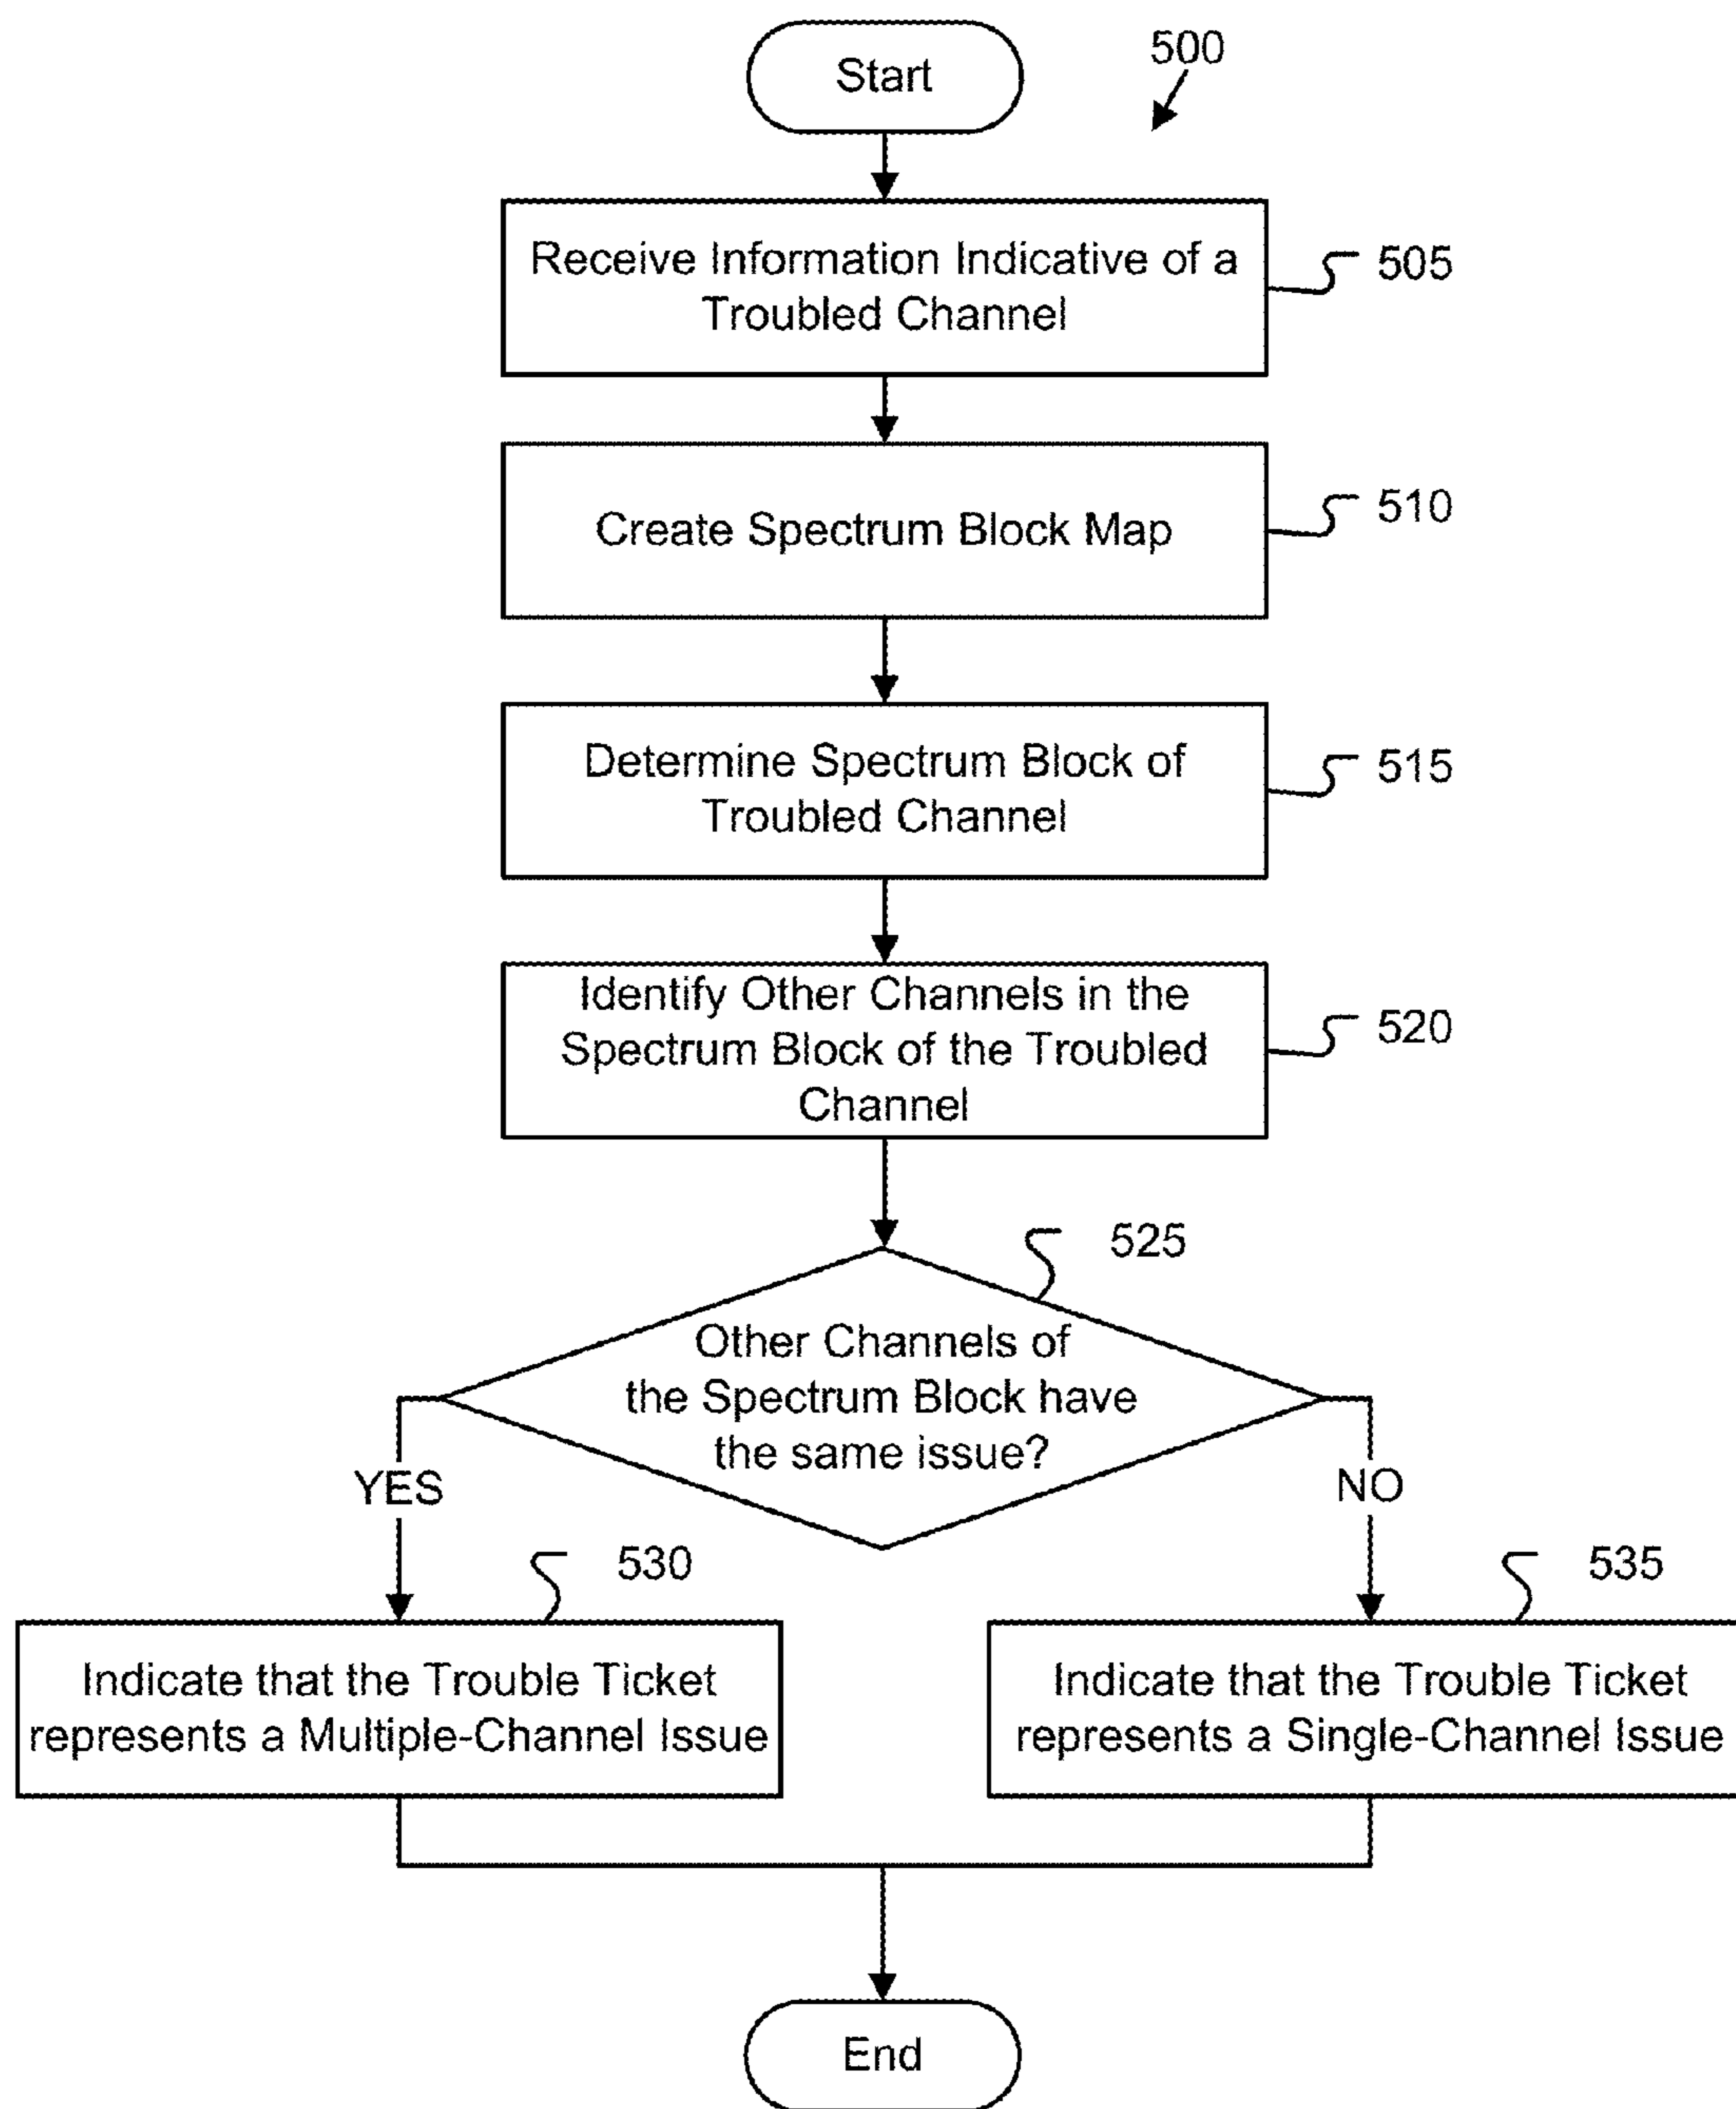 Start
500
Receive Information Indicative of a
Troubled Channel
505
Create Spectrum Block Map
510
Determine Spectrum Block of
Troubled Channel
515
Identify Other Channels in the
Spectrum Block of the Troubled
Channel
520
525
Other Channels of
the Spectrum Block have
the same issue?
YES
NO
530
535
Indicate that the Trouble Ticket
represents a Multiple-Channel Issue
Indicate that the Trouble Ticket
represents a Single-Channel Issue
End